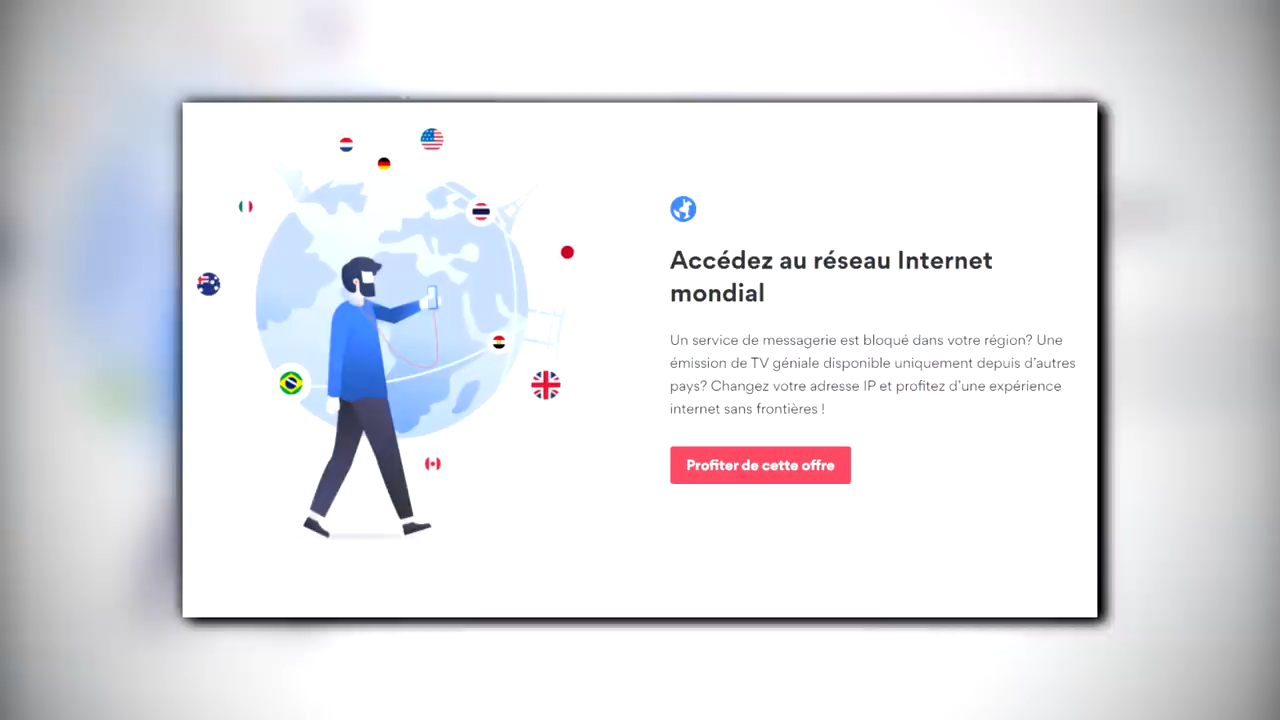 Accédez au réseau Internet
mondial
Un service de messagerie est bloqué dans votre région? Une
émission de TV géniale disponible uniquement depuis d'autres
pays? Changez votre adresse IP et profitez d'une expérience
internet sans frontières !
Profiter de cette offre